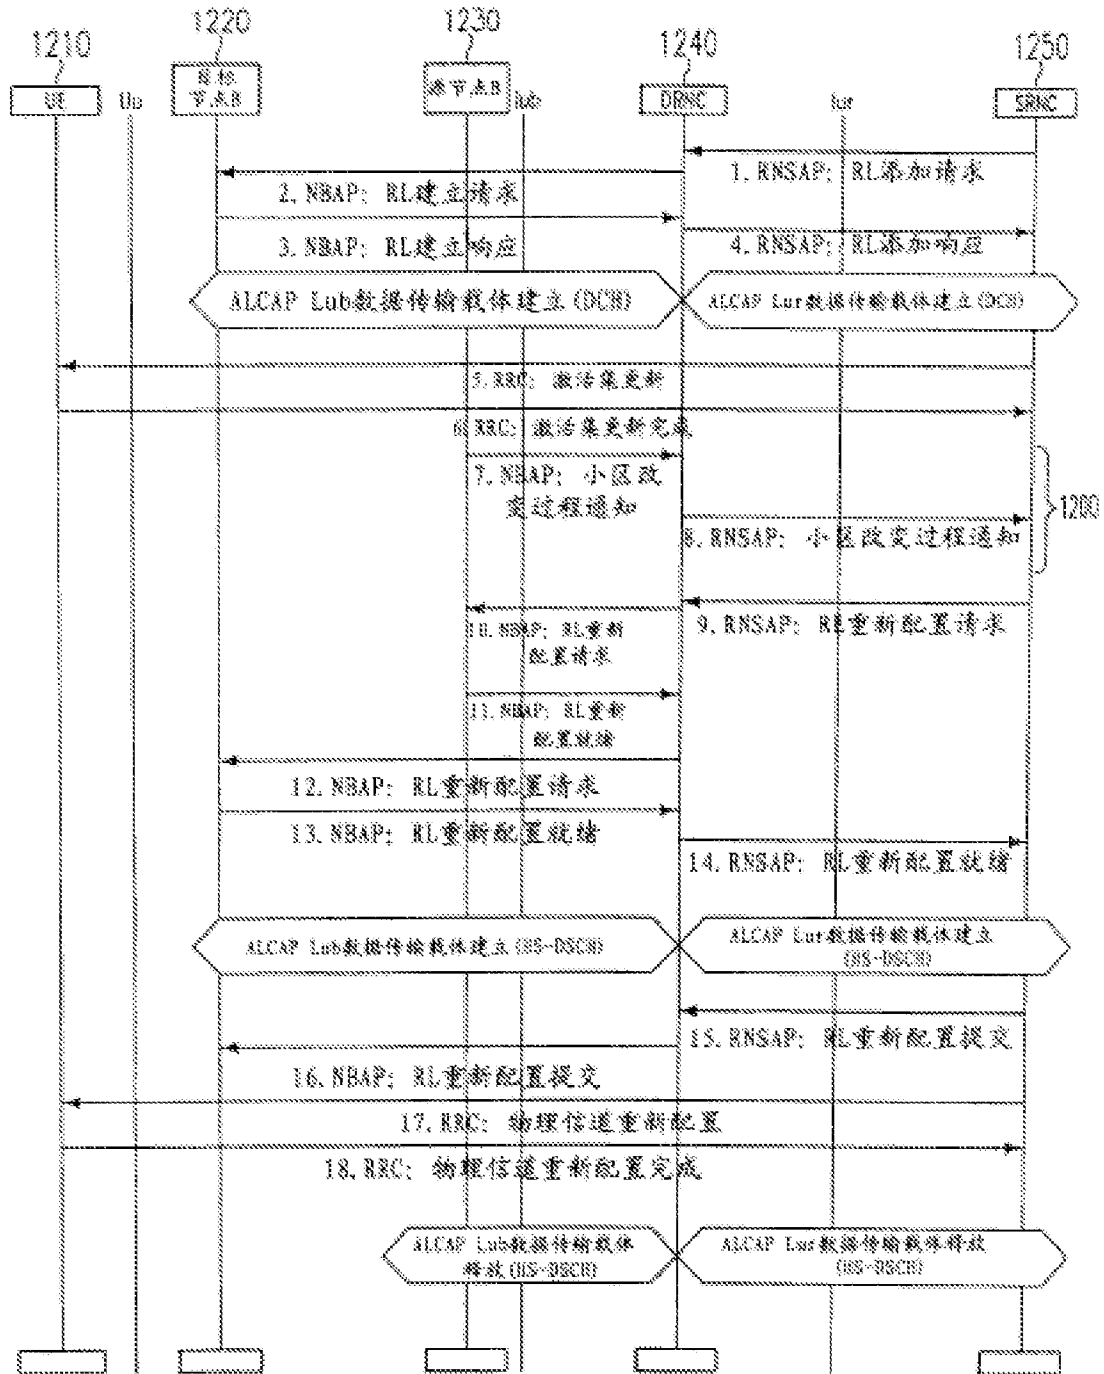 1210
1220
1230
1240
1250
UE
Uu
目标
节点B
源节点B
Iub
DRNC
Iur
SRNC
1. RNSAP: RL添加请求
2. NBAP: RL建立请求
3. NBAP: RL建立响应
4. RNSAP: RL添加响应
ALCAP Lub数据传输载体建立(DCH)
ALCAP Lur数据传输载体建立(DCH)
5. RRC: 激活集更新
6. RRC: 激活集更新完成
7. NBAP: 小区改
变过程通知
1200
8. RNSAP: 小区改变过程通知
9. RNSAP: RL重新配置请求
10. NBAP: RL重新
配置请求
11. NBAP: RL重新
配置就绪
12. NBAP: RL重新配置请求
13. NBAP: RL重新配置就绪
14. RNSAP: RL重新配置就绪
ALCAP Lub数据传输载体建立(HS-DSCH)
ALCAP Lur数据传输载体建立
(HS-DSCH)
15. RNSAP: RL重新配置提交
16. NBAP: RL重新配置提交
17. RRC: 物理信道重新配置
18. RRC: 物理信道重新配置完成
ALCAP Lub数据传输载体
释放(HS-DSCH)
ALCAP Lur数据传输载体释放
(HS-DSCH)